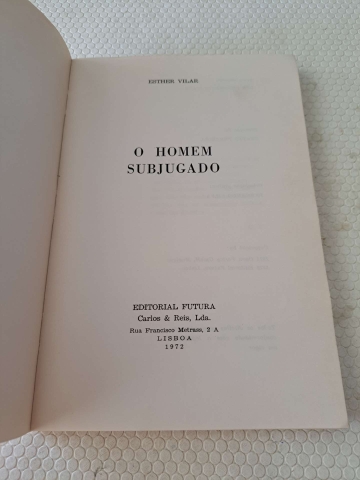 ESTHER VILAR
O HOMEM
SUBJUGADO
EDITORIAL FUTURA
Carlos & Reis, Lda.
Rua Francisco Metrass, 2 A
LISBOA
1972